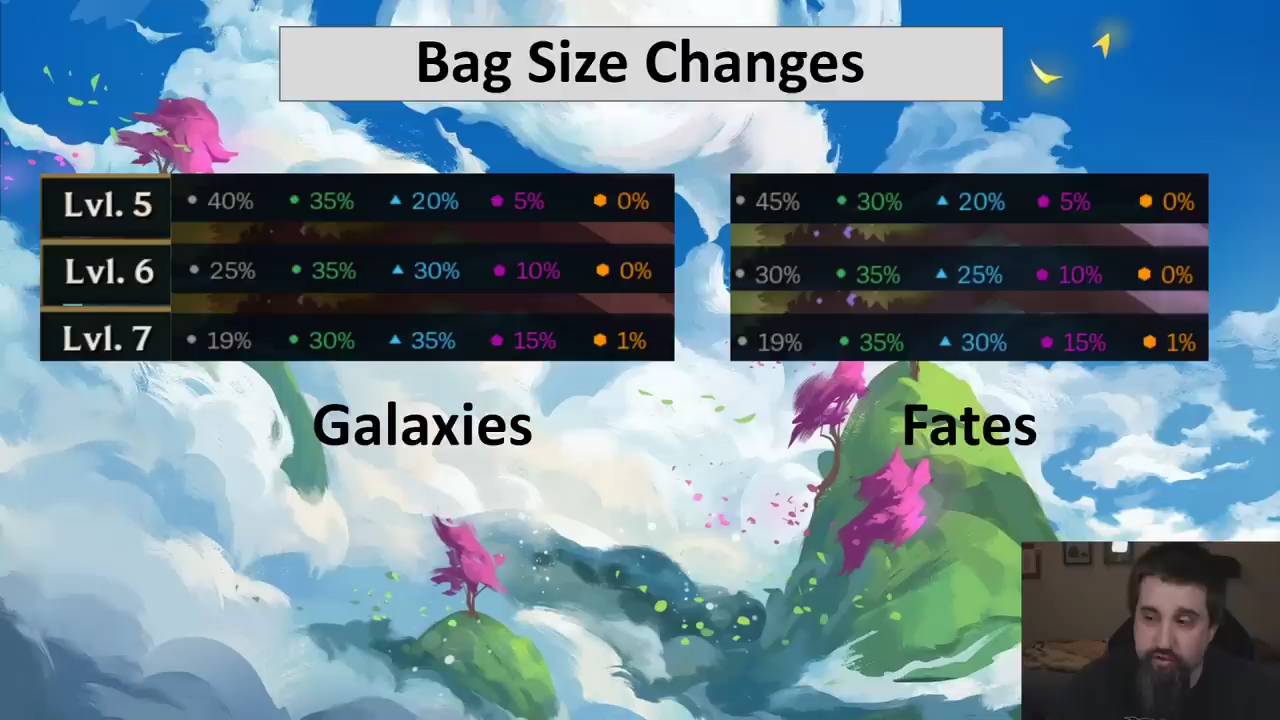 Bag Size Changes
Lvl. 5 40% 35% 20% 5% 0% 45% 30% 20% 5% 0%
Lvl. 6 25% 35% 30% 10% 0% 30% 35% 25% 10% 0%
Lvl. 7 19% 30% 35% 15% 1% 19% 35% 30% 15% 1%
Galaxies Fates